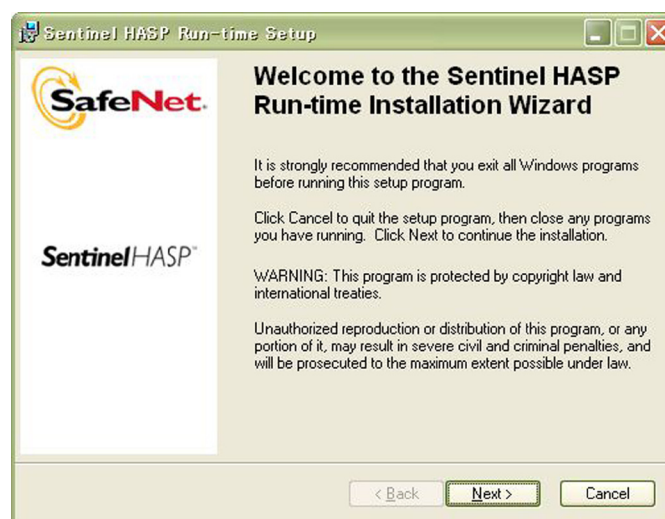 Sentinel HASP Run-time Setup
SafeNet.
Sentinel HASP™
Welcome to the Sentinel HASP
Run-time Installation Wizard
It is strongly recommended that you exit all Windows programs
before running this setup program.
Click Cancel to quit the setup program, then close any programs
you have running. Click Next to continue the installation.
WARNING: This program is protected by copyright law and
international treaties.
Unauthorized reproduction or distribution of this program, or any
portion of it, may result in severe civil and criminal penalties, and
will be prosecuted to the maximum extent possible under law.
< Back
Next >
Cancel